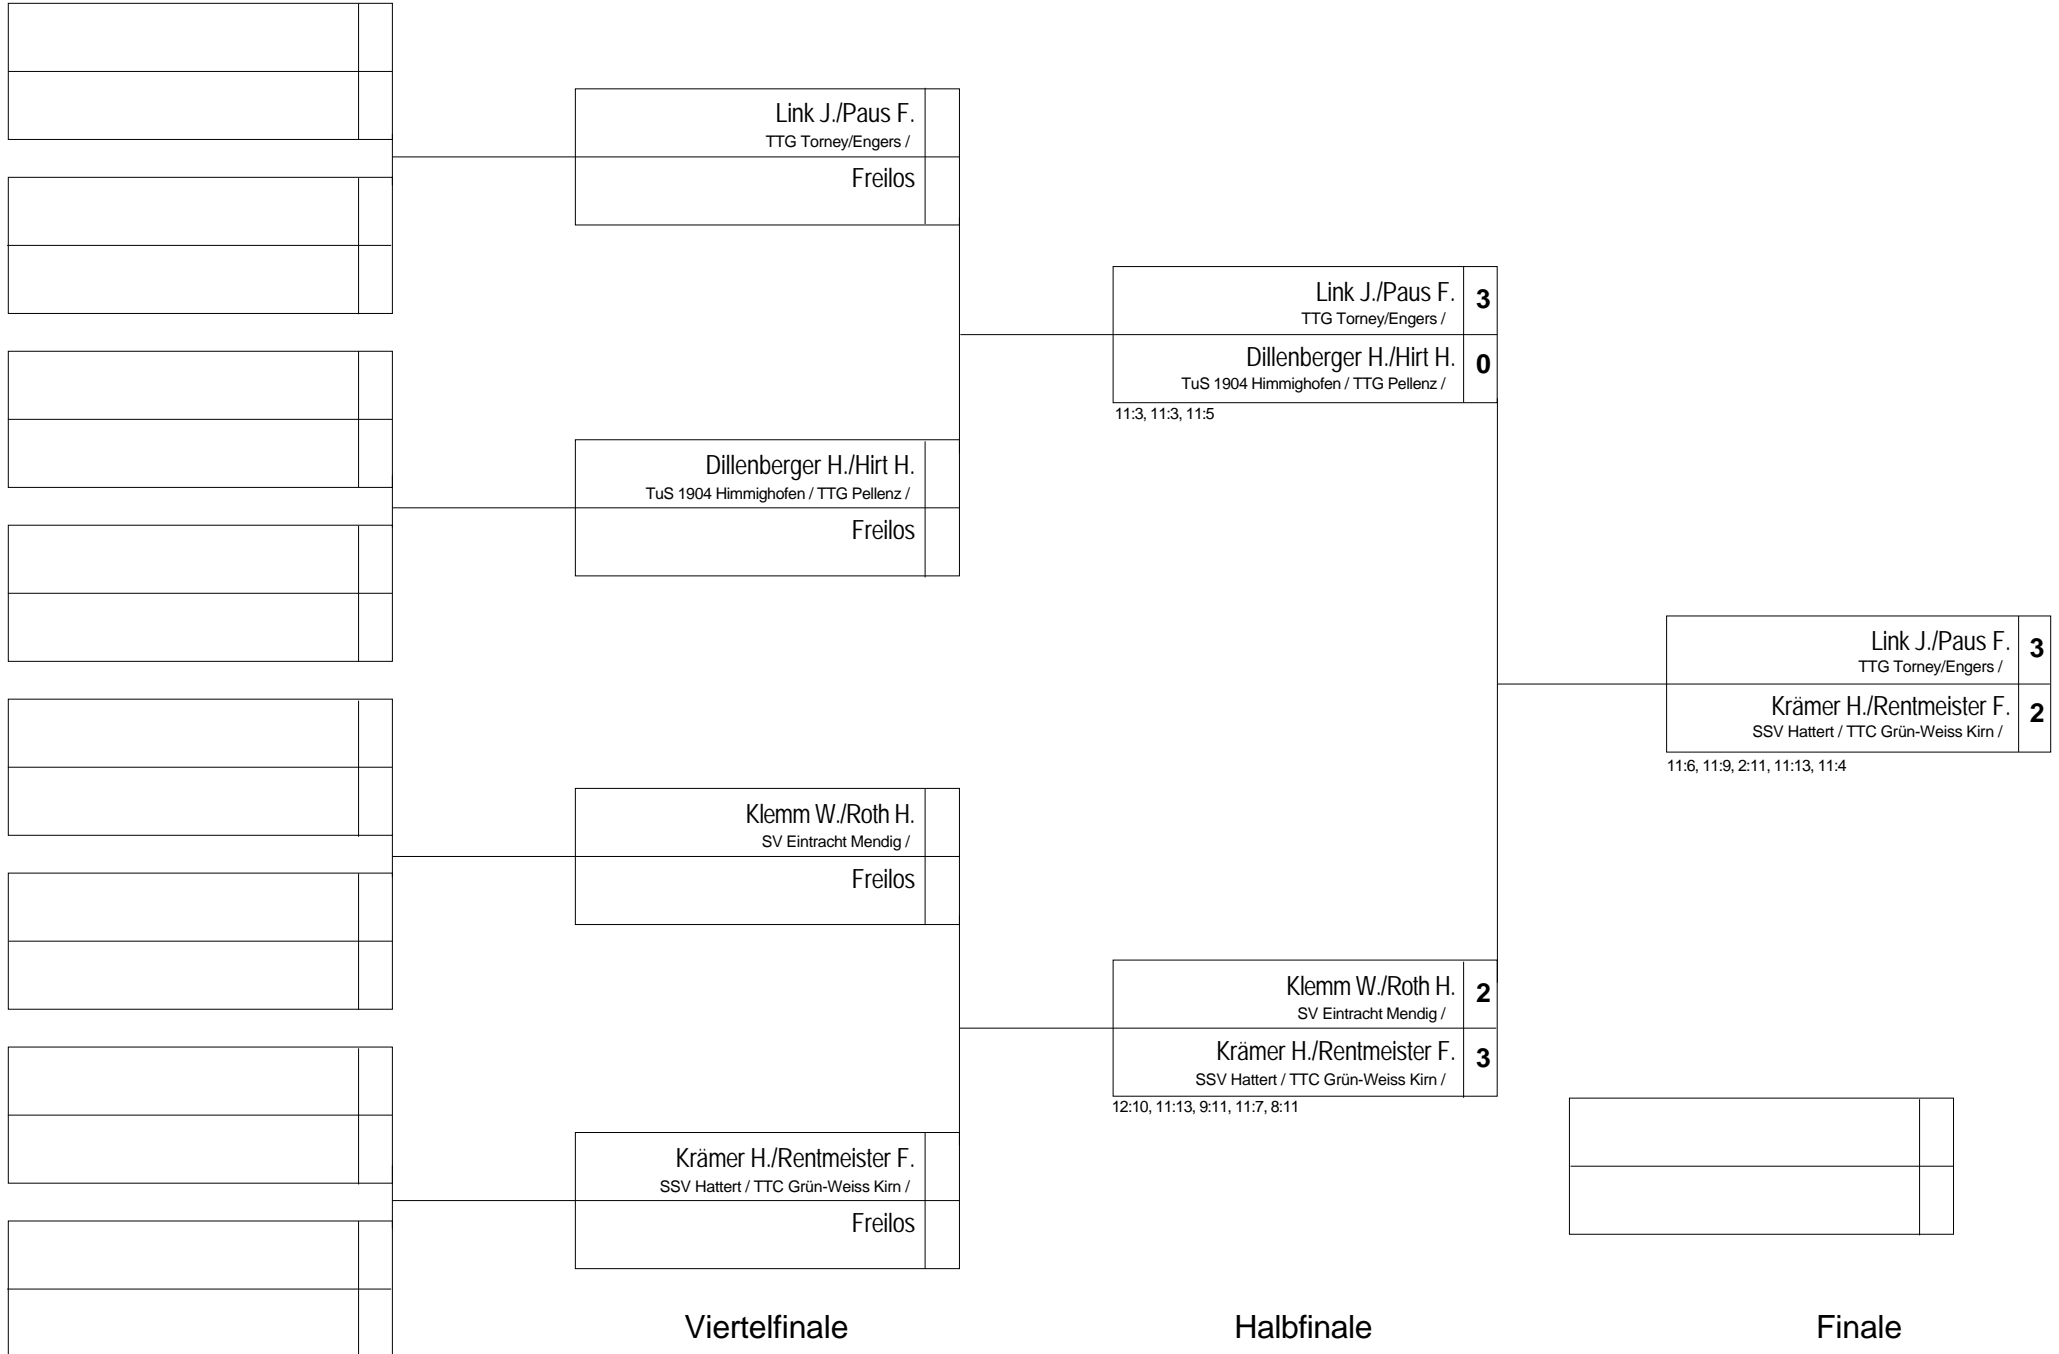 Link J./Paus F.
TTG Torney/Engers /
Freilos
Dillenberger H./Hirt H.
TuS 1904 Himmighofen / TTG Pellenz /
Freilos
Klemm W./Roth H.
SV Eintracht Mendig /
Freilos
Krämer H./Rentmeister F.
SSV Hattert / TTC Grün-Weiss Kirn /
Freilos
Viertelfinale
Link J./Paus F. 3
TTG Torney/Engers /
Dillenberger H./Hirt H. 0
TuS 1904 Himmighofen / TTG Pellenz /
11:3, 11:3, 11:5
Klemm W./Roth H. 2
SV Eintracht Mendig /
Krämer H./Rentmeister F. 3
SSV Hattert / TTC Grün-Weiss Kirn /
12:10, 11:13, 9:11, 11:7, 8:11
Halbfinale
Link J./Paus F. 3
TTG Torney/Engers /
Krämer H./Rentmeister F. 2
SSV Hattert / TTC Grün-Weiss Kirn /
11:6, 11:9, 2:11, 11:13, 11:4
Finale